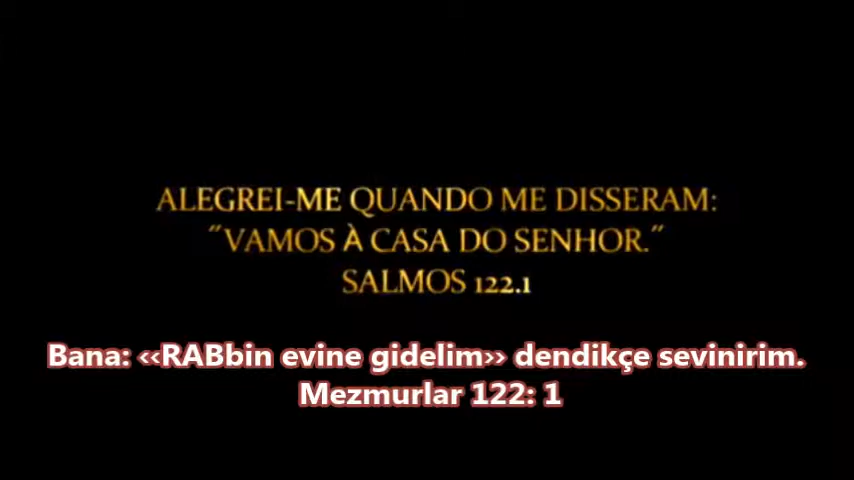 ALEGREI-ME QUANDO ME DISSERAM:
"VAMOS À CASA DO SENHOR."
SALMOS 122.1
Bana: ‹‹RABbin evine gidelim›› dendikçe sevinirim.
Mezmurlar 122: 1